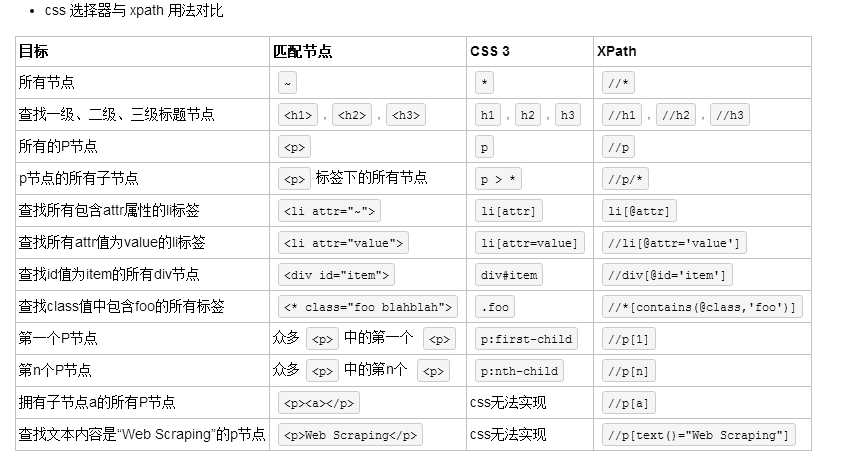 • css 选择器与 xpath 用法对比
目标 匹配节点 CSS 3 XPath
所有节点 ~ * //*
查找一级、二级、三级标题节点 <h1> , <h2> , <h3> h1 , h2 , h3 //h1 , //h2 , //h3
所有的P节点 <p> p //p
p节点的所有子节点 <p> 标签下的所有节点 p > * //p/*
查找所有包含attr属性的li标签 <li attr="~"> li[attr] li[@attr]
查找所有attr值为value的li标签 <li attr="value"> li[attr=value] //li[@attr='value']
查找id值为item的所有div节点 <div id="item"> div#item //div[@id='item']
查找class值中包含foo的所有标签 <* class="foo blahblah"> .foo //*[contains(@class,'foo')]
第一个P节点 众多 <p> 中的第一个 <p> p:first-child //p[1]
第n个P节点 众多 <p> 中的第n个 <p> p:nth-child //p[n]
拥有子节点a的所有P节点 <p><a></p> css无法实现 //p[a]
查找文本内容是“Web Scraping”的p节点 <p>Web Scraping</p> css无法实现 //p[text()="Web Scraping"]